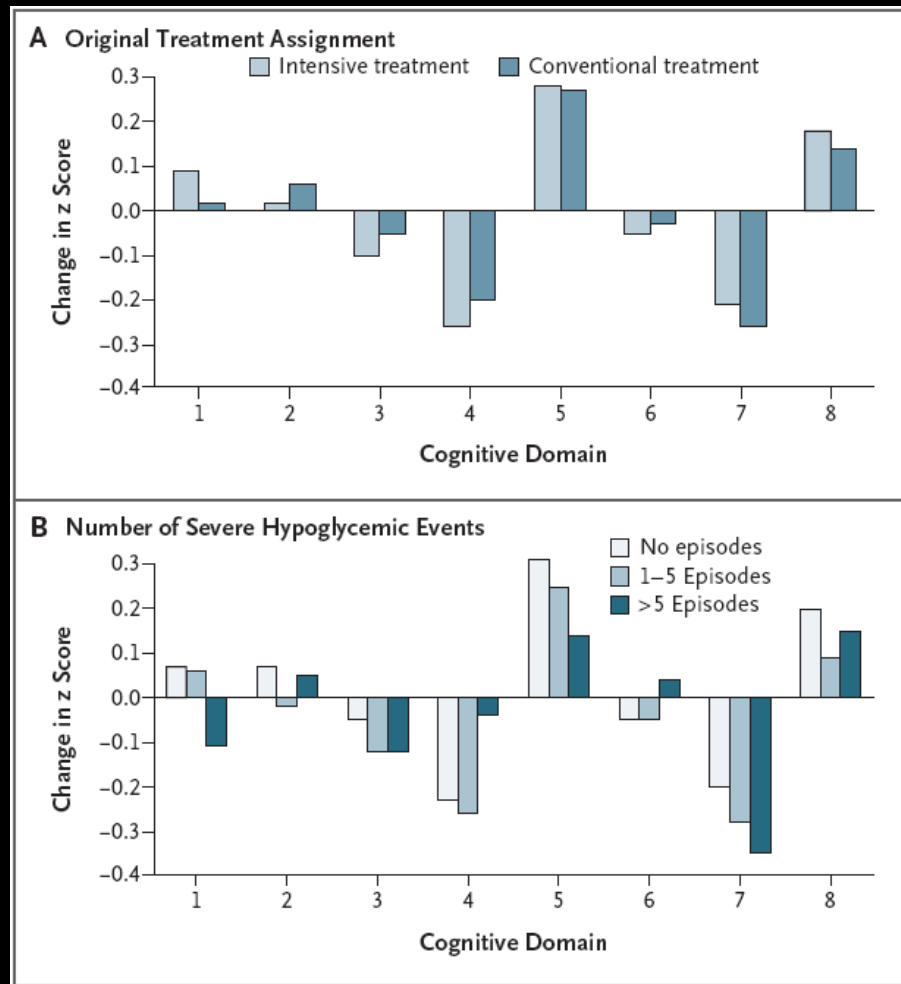 A Original Treatment Assignment
Intensive treatment Conventional treatment
0.3
0.2
0.1
0.0
−0.1
−0.2
−0.3
−0.4
Change in z Score
1 2 3 4 5 6 7 8
Cognitive Domain
B Number of Severe Hypoglycemic Events
No episodes
1–5 Episodes
>5 Episodes
0.3
0.2
0.1
0.0
−0.1
−0.2
−0.3
−0.4
Change in z Score
1 2 3 4 5 6 7 8
Cognitive Domain